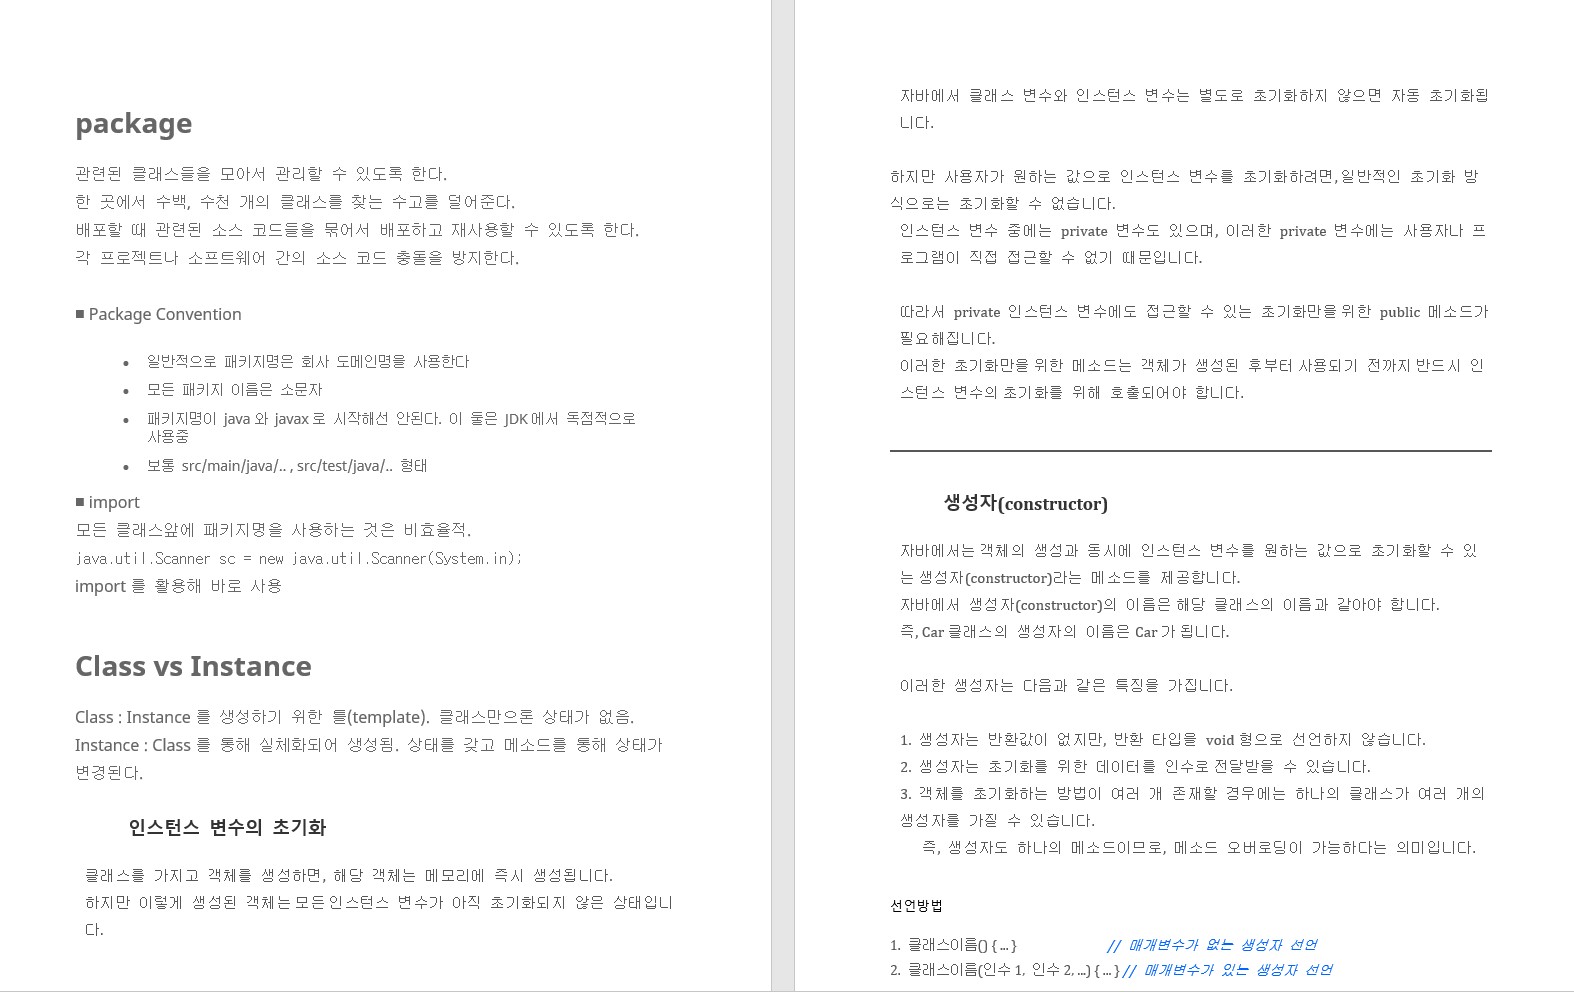 package
관련된 클래스들을 모아서 관리할 수 있도록 한다.
한 곳에서 수백, 수천 개의 클래스를 찾는 수고를 덜어준다.
배포할 때 관련된 소스 코드들을 묶어서 배포하고 재사용할 수 있도록 한다.
각 프로젝트나 소프트웨어 간의 소스 코드 충돌을 방지한다.
■ Package Convention
• 일반적으로 패키지명은 회사 도메인명을 사용한다
• 모든 패키지 이름은 소문자
• 패키지명이 java 와 javax 로 시작해선 안된다. 이 둘은 JDK 에서 독점적으로
사용중
• 보통 src/main/java/.. , src/test/java/.. 형태
■ import
모든 클래스앞에 패키지명을 사용하는 것은 비효율적.
java.util.Scanner sc = new java.util.Scanner(System.in);
import 를 활용해 바로 사용
Class vs Instance
Class : Instance 를 생성하기 위한 틀(template). 클래스만으론 상태가 없음.
Instance : Class 를 통해 실체화되어 생성됨. 상태를 갖고 메소드를 통해 상태가
변경된다.
인스턴스 변수의 초기화
클래스를 가지고 객체를 생성하면, 해당 객체는 메모리에 즉시 생성됩니다.
하지만 이렇게 생성된 객체는 모든 인스턴스 변수가 아직 초기화되지 않은 상태입니
다.
자바에서 클래스 변수와 인스턴스 변수는 별도로 초기화하지 않으면 자동 초기화됩
니다.
하지만 사용자가 원하는 값으로 인스턴스 변수를 초기화하려면, 일반적인 초기화 방
식으로는 초기화할 수 없습니다.
인스턴스 변수 중에는 private 변수도 있으며, 이러한 private 변수에는 사용자나 프
로그램이 직접 접근할 수 없기 때문입니다.
따라서 private 인스턴스 변수에도 접근할 수 있는 초기화만을 위한 public 메소드가
필요해집니다.
이러한 초기화만을 위한 메소드는 객체가 생성된 후부터 사용되기 전까지 반드시 인
스턴스 변수의 초기화를 위해 호출되어야 합니다.
생성자(constructor)
자바에서는 객체의 생성과 동시에 인스턴스 변수를 원하는 값으로 초기화할 수 있
는 생성자(constructor)라는 메소드를 제공합니다.
자바에서 생성자(constructor)의 이름은 해당 클래스의 이름과 같아야 합니다.
즉, Car 클래스의 생성자의 이름은 Car 가 됩니다.
이러한 생성자는 다음과 같은 특징을 가집니다.
1. 생성자는 반환값이 없지만, 반환 타입을 void 형으로 선언하지 않습니다.
2. 생성자는 초기화를 위한 데이터를 인수로 전달받을 수 있습니다.
3. 객체를 초기화하는 방법이 여러 개 존재할 경우에는 하나의 클래스가 여러 개의
생성자를 가질 수 있습니다.
즉, 생성자도 하나의 메소드이므로, 메소드 오버로딩이 가능하다는 의미입니다.
선언방법
1. 클래스이름() { ... } // 매개변수가 없는 생성자 선언
2. 클래스이름(인수 1, 인수 2, ...) { ... } // 매개변수가 있는 생성자 선언